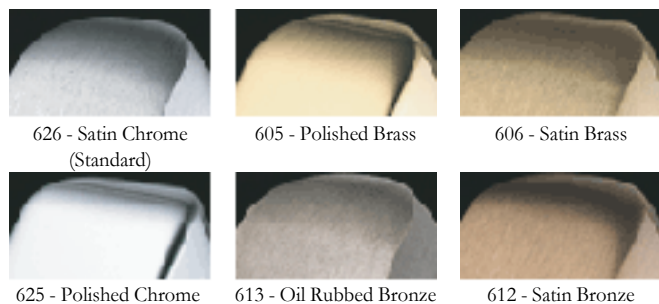 626 - Satin Chrome
(Standard)
605 - Polished Brass
606 - Satin Brass
625 - Polished Chrome
613 - Oil Rubbed Bronze
612 - Satin Bronze